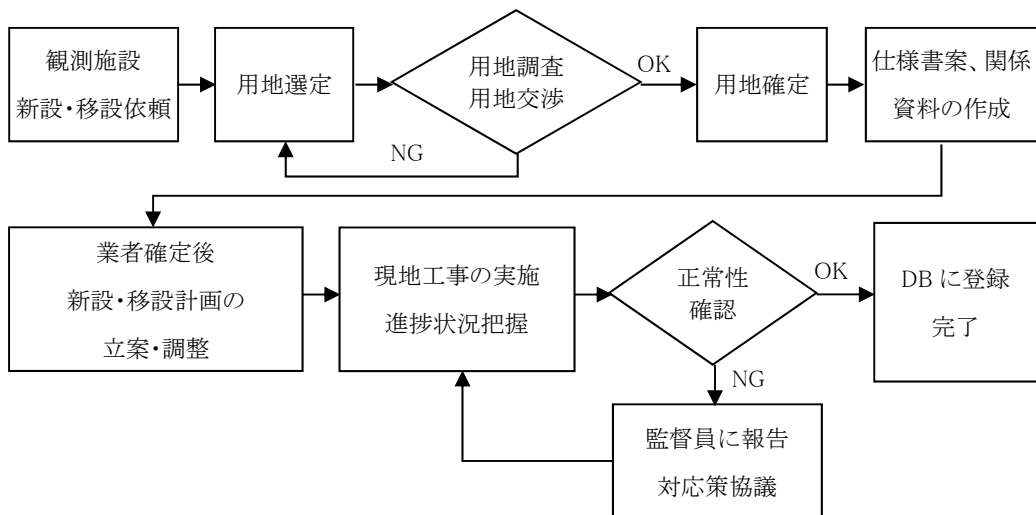 観測施設
新設・移設依頼
用地選定
用地調査
用地交渉
OK
NG
用地確定
仕様書案、関係
資料の作成
業者確定後
新設・移設計画の
立案・調整
現地工事の実施
進捗状況把握
正常性
確認
OK
NG
DB に登録
完了
監督員に報告
対応策協議